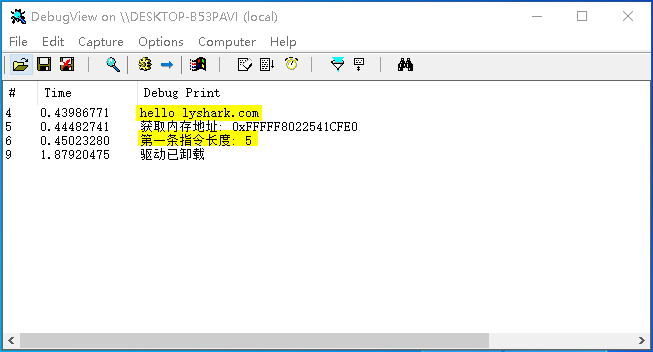 DebugView on \\DESKTOP-B53PAVI (local)
File Edit Capture Options Computer Help
# Time Debug Print
4 0.43986771 hello lyshark.com
5 0.44482741 获取内存地址: 0xFFFFF8022541CFE0
6 0.45023280 第一条指令长度: 5
9 1.87920475 驱动已卸载